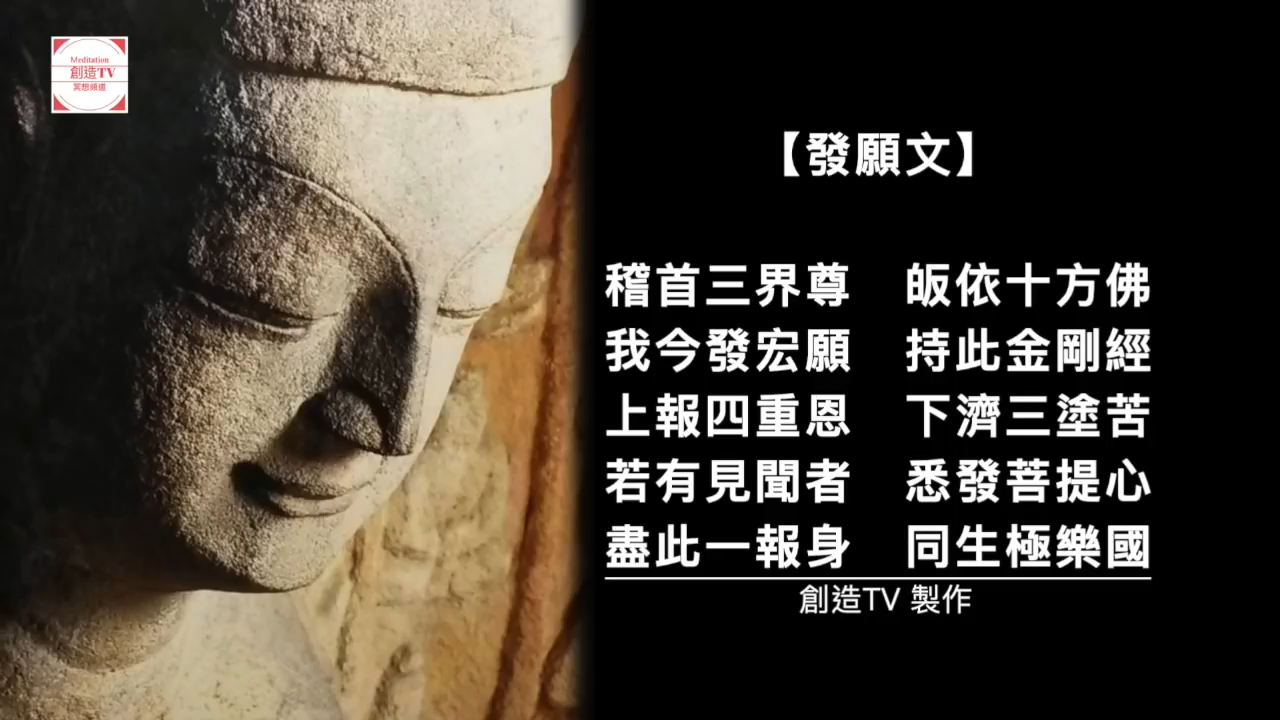 Meditation
創造TV
冥想頻道
【發願文】
稽首三界尊　皈依十方佛
我今發宏願　持此金剛經
上報四重恩　下濟三塗苦
若有見聞者　悉發菩提心
盡此一報身　同生極樂國
創造TV 製作